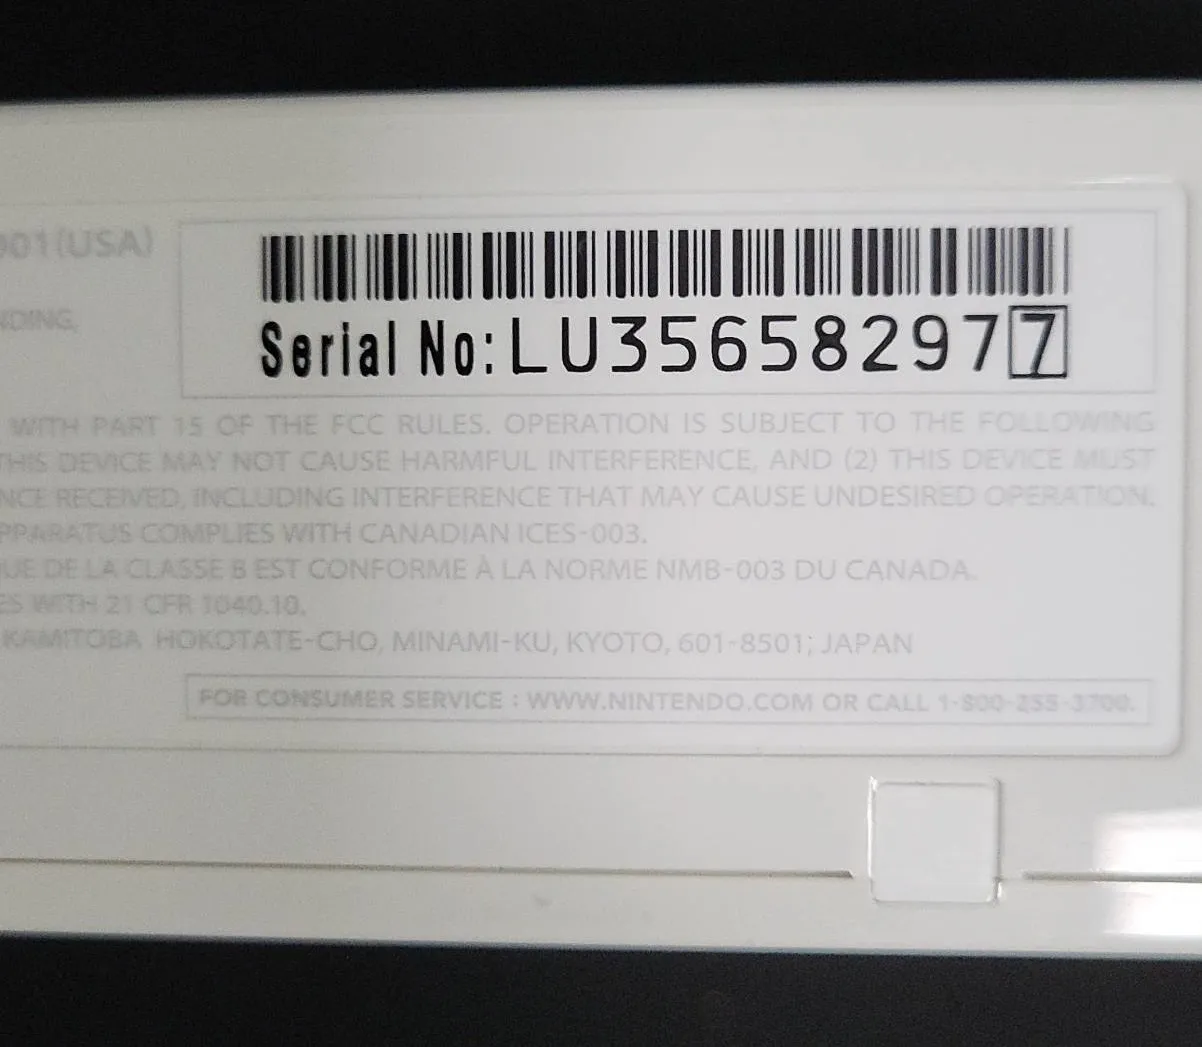 001(USA)
NDING,
Serial No: LU356582977
WITH PART 15 OF THE FCC RULES. OPERATION IS SUBJECT TO THE FOLLOWING
THIS DEVICE MAY NOT CAUSE HARMFUL INTERFERENCE, AND (2) THIS DEVICE MUST
NCE RECEIVED, INCLUDING INTERFERENCE THAT MAY CAUSE UNDESIRED OPERATION.
PPARATUS COMPLIES WITH CANADIAN ICES-003.
UE DE LA CLASSE B EST CONFORME À LA NORME NMB-003 DU CANADA.
ES WITH 21 CFR 1040.10.
KAMITOBA HOKOTATE-CHO, MINAMI-KU, KYOTO, 601-8501, JAPAN
FOR CONSUMER SERVICE : WWW.NINTENDO.COM OR CALL 1-800-255-3700.